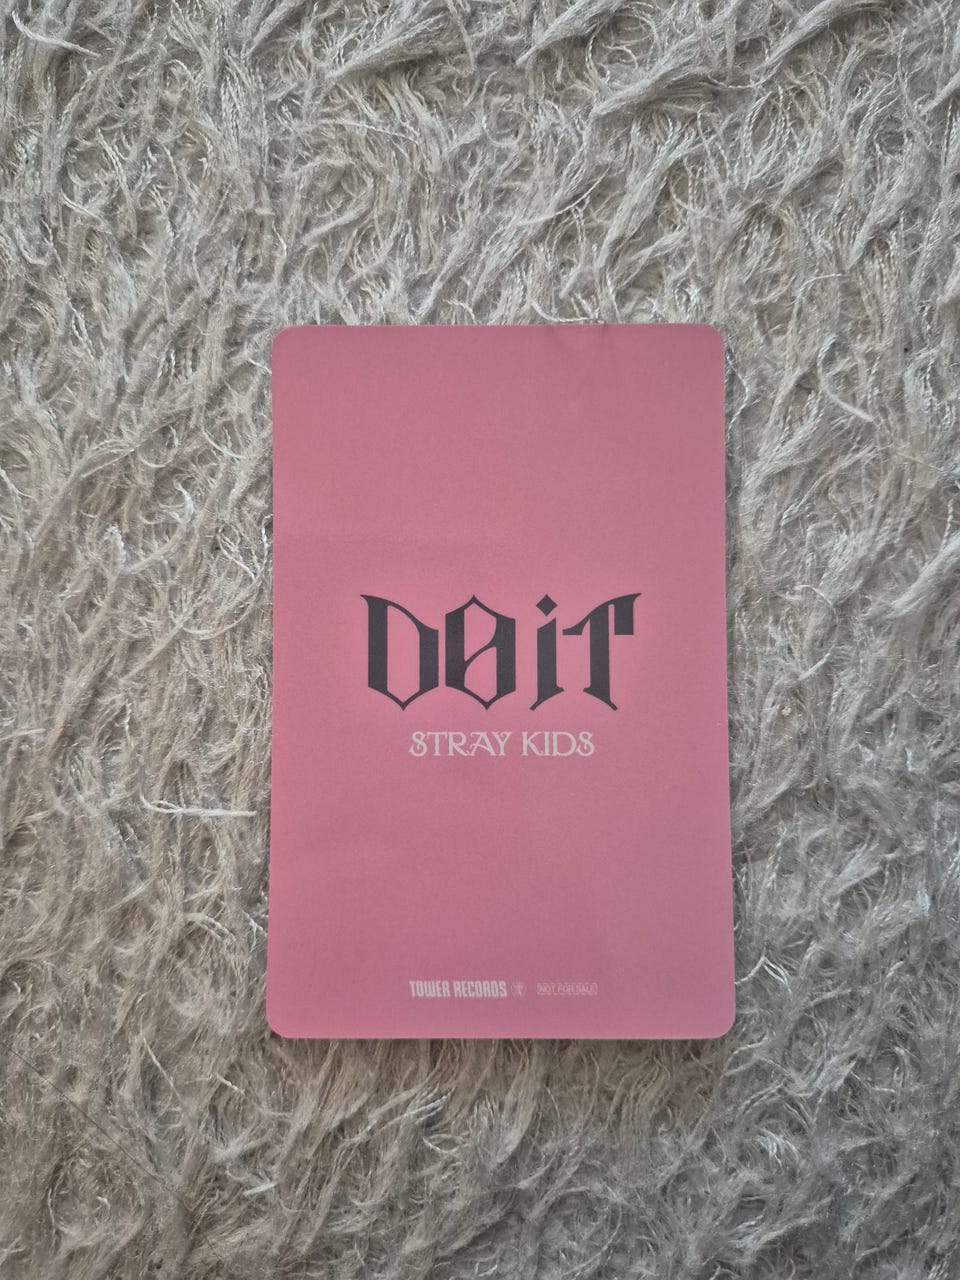 DO iT
STRAY KIDS
TOWER RECORDS NOT FOR SALE